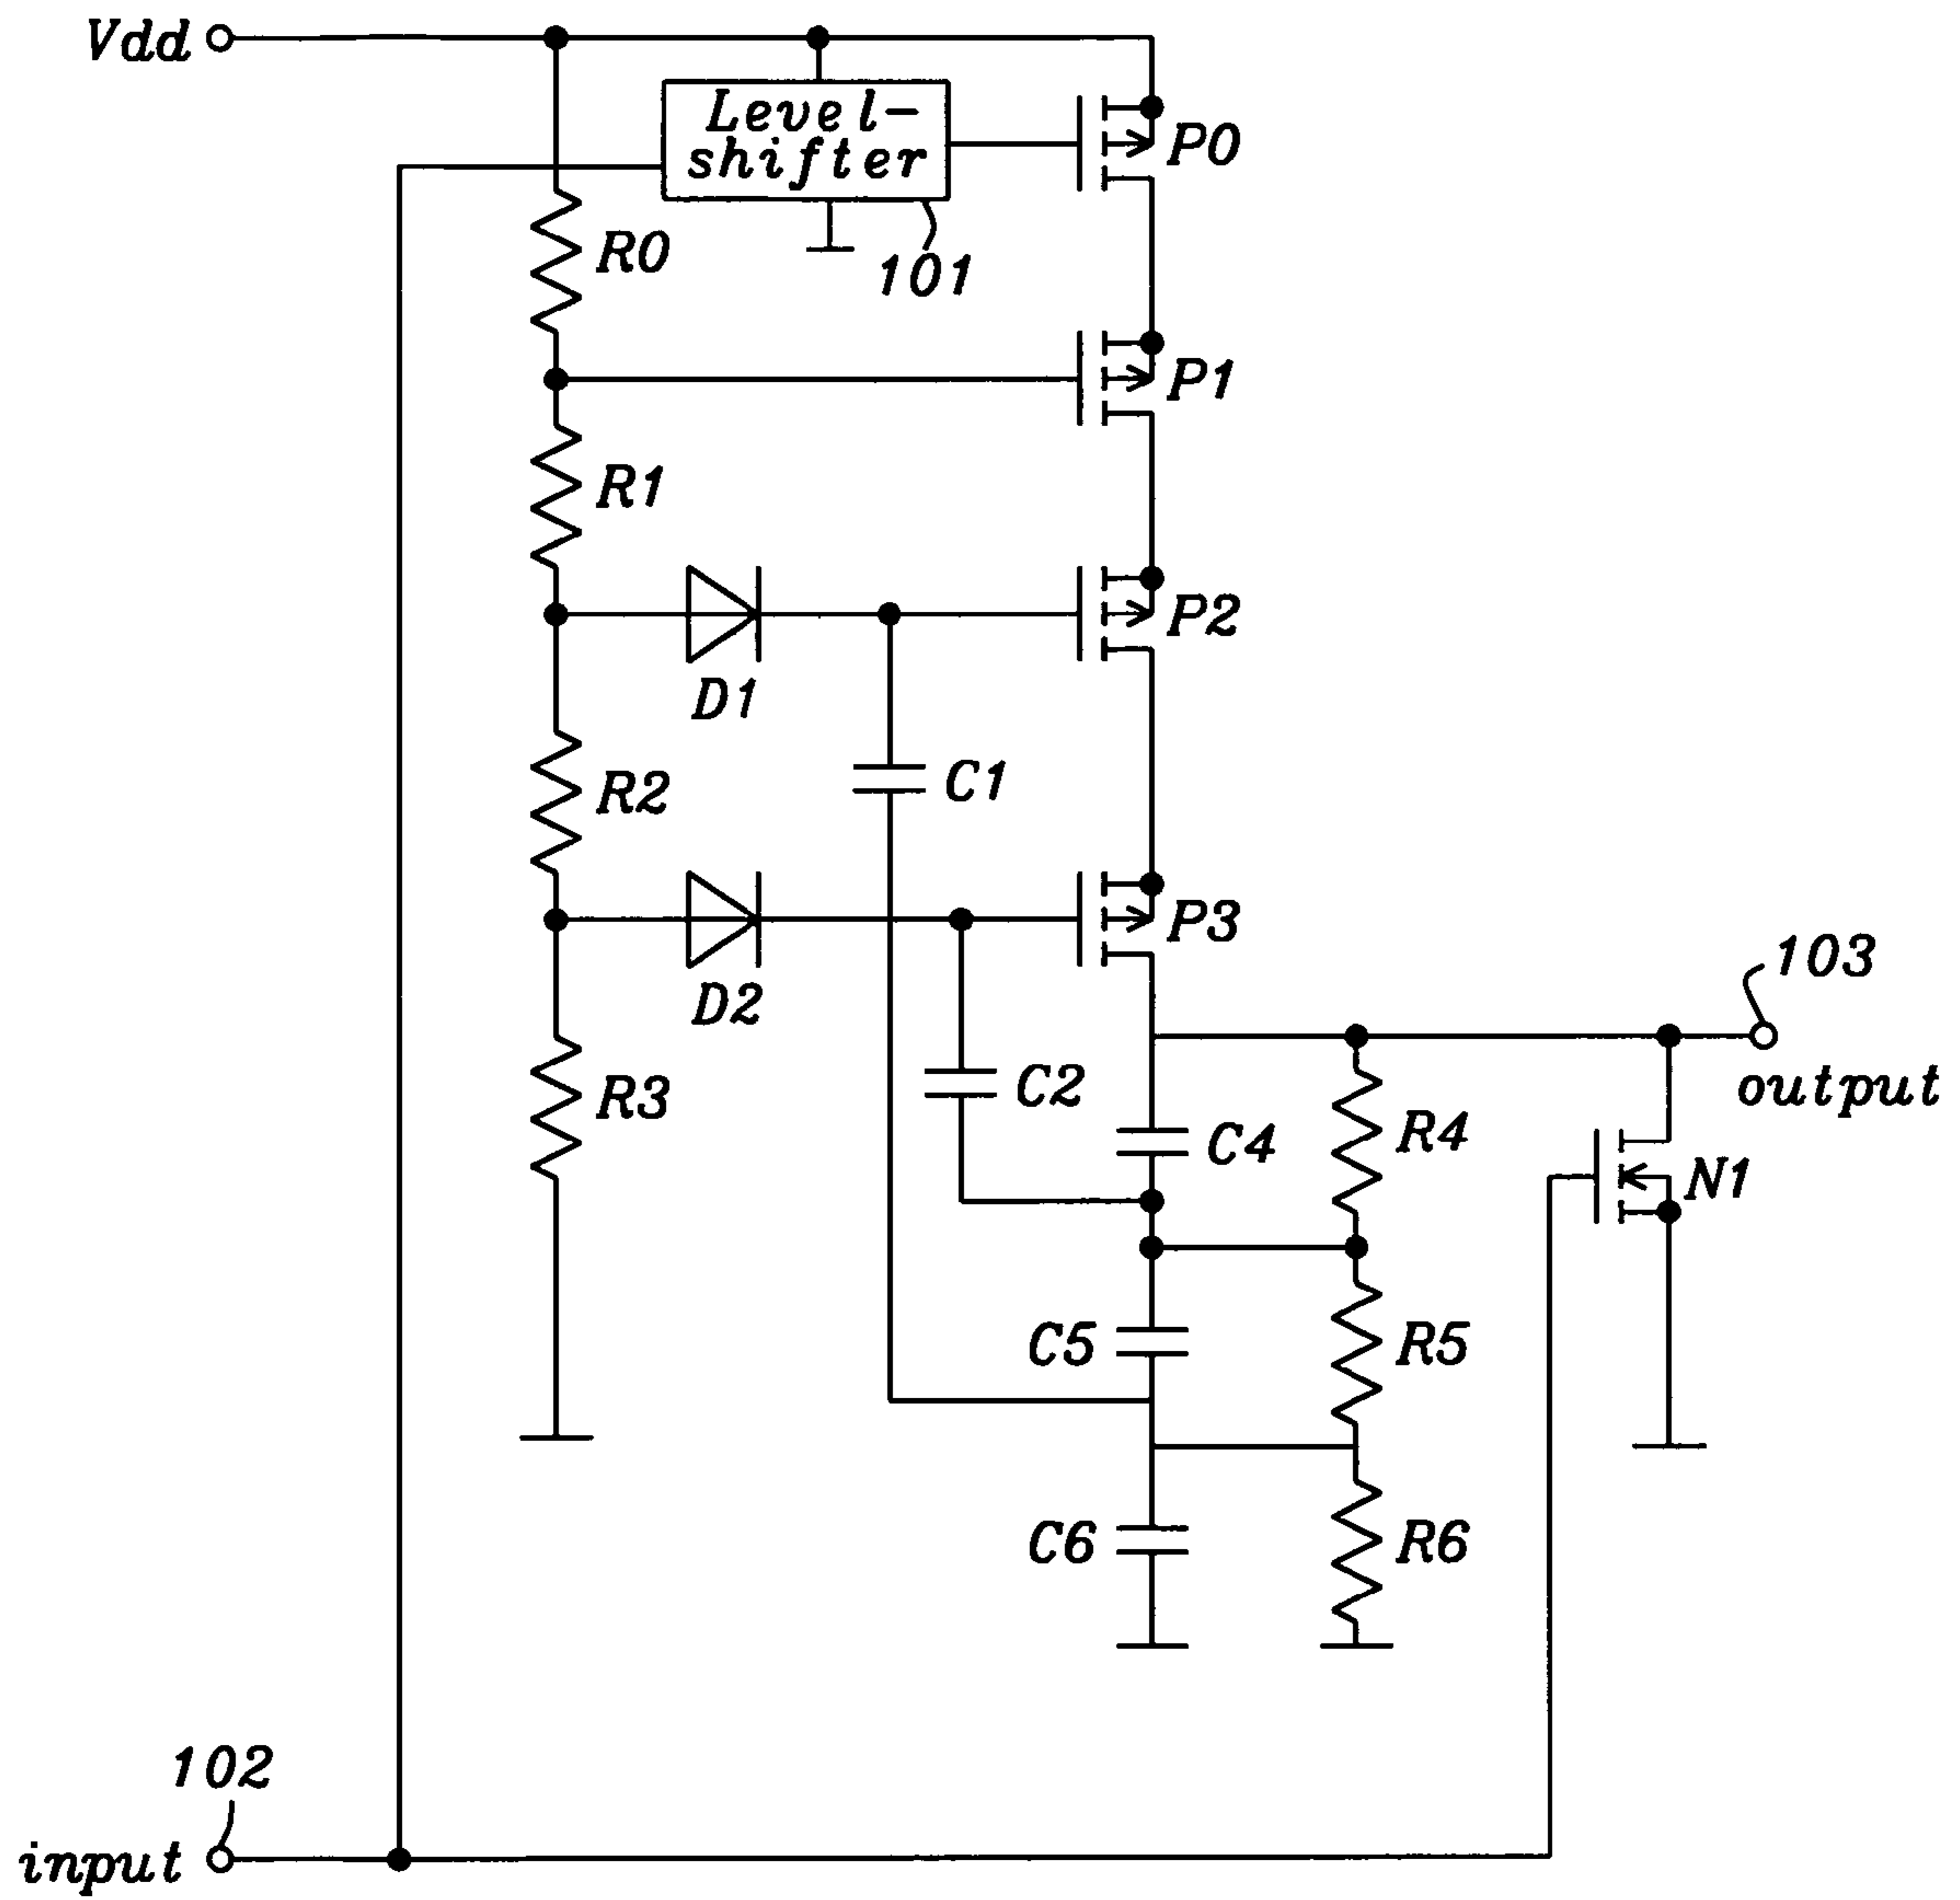 Vdd
Level-
shifter
P0
R0
101
P1
R1
P2
D1
R2
C1
P3
D2
103
R3
C2
output
C4
R4
N1
C5
R5
C6
R6
102
input